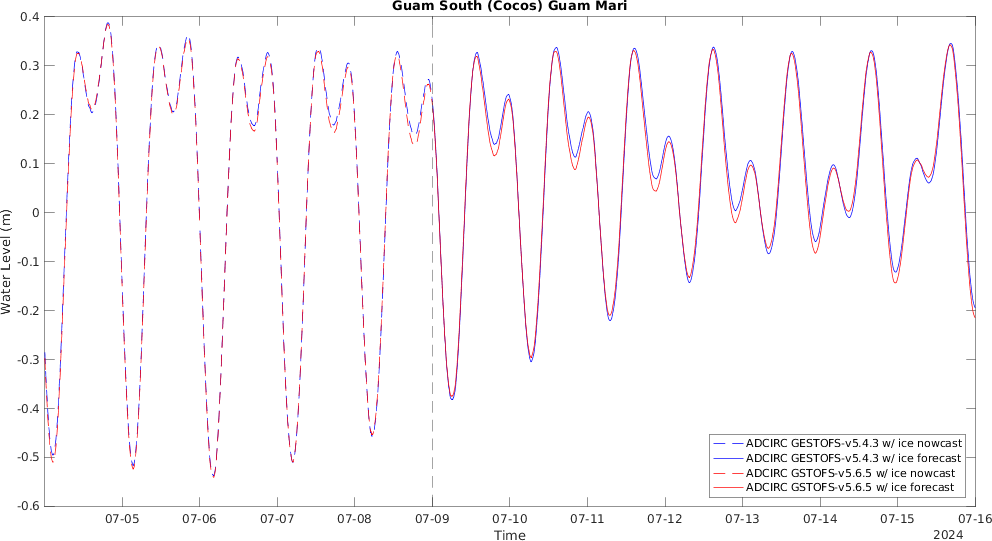 Guam South (Cocos) Guam Mari
0.4
0.3
0.2
0.1
0
-0.1
-0.2
-0.3
-0.4
-0.5
-0.6
Water Level (m)
ADCIRC GESTOFS-v5.4.3 w/ ice nowcast
ADCIRC GESTOFS-v5.4.3 w/ ice forecast
ADCIRC GSTOFS-v5.6.5 w/ ice nowcast
ADCIRC GSTOFS-v5.6.5 w/ ice forecast
07-05 07-06 07-07 07-08 07-09 07-10 07-11 07-12 07-13 07-14 07-15 07-16
Time
2024